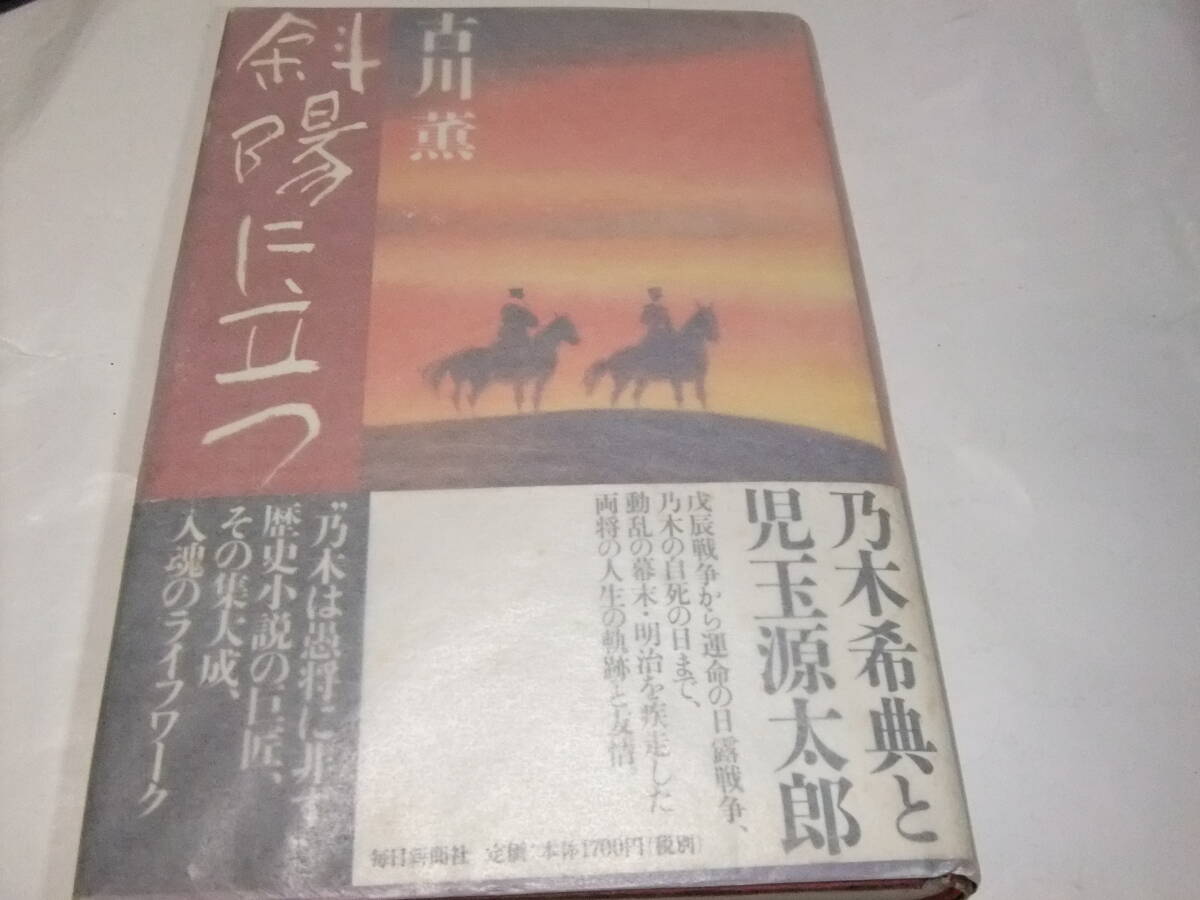 古川 薫
斜陽に立つ
乃木希典と
児玉源太郎
戊辰戦争から運命の日露戦争、
乃木の自死の日まで、
動乱の幕末・明治を疾走した
両将の人生の軌跡と友情。
〝乃木は愚将に非ず
歴史小説の巨匠、
その集大成、
入魂のライフワーク
毎日新聞社 定価:本体1700円(税別)